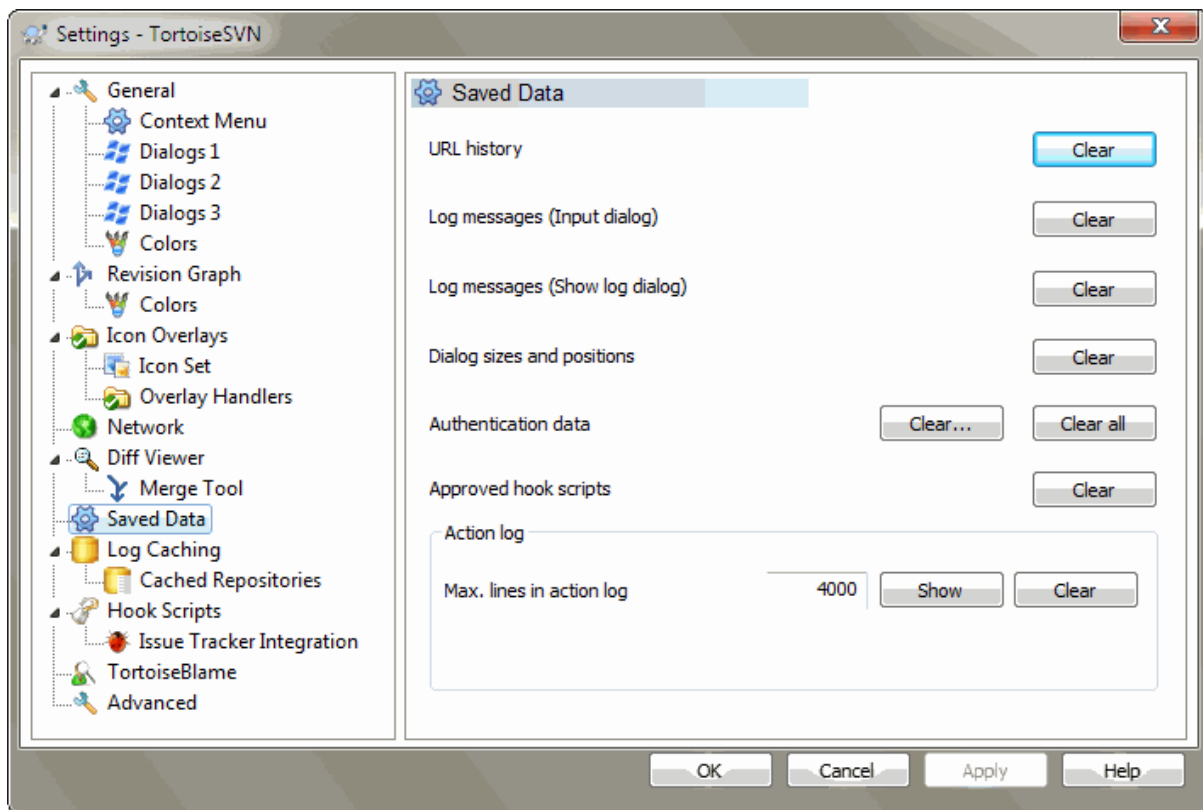 Settings - TortoiseSVN
X
General
Context Menu
Dialogs 1
Dialogs 2
Dialogs 3
Colors
Revision Graph
Colors
Icon Overlays
Icon Set
Overlay Handlers
Network
Diff Viewer
Merge Tool
Saved Data
Log Caching
Cached Repositories
Hook Scripts
Issue Tracker Integration
TortoiseBlame
Advanced
Saved Data
URL history Clear
Log messages (Input dialog) Clear
Log messages (Show log dialog) Clear
Dialog sizes and positions Clear
Authentication data Clear... Clear all
Approved hook scripts Clear
Action log
Max. lines in action log 4000 Show Clear
OK Cancel Apply Help